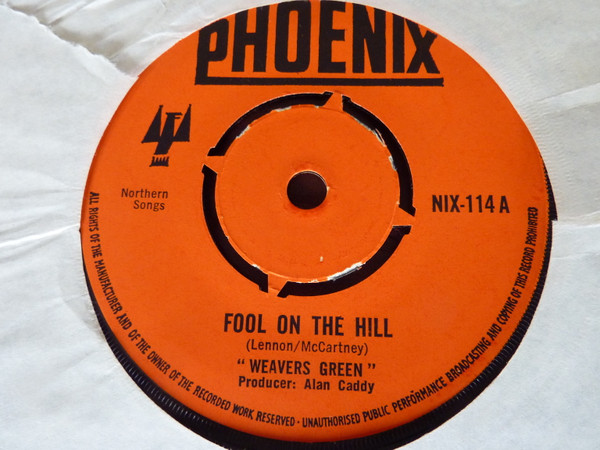 PHOENIX
Northern
Songs
NIX-114 A
FOOL ON THE HILL
(Lennon/McCartney)
"WEAVERS GREEN"
Producer: Alan Caddy
ALL RIGHTS OF THE MANUFACTURER AND OF THE OWNER OF THE RECORDED WORK RESERVED - UNAUTHORISED PUBLIC PERFORMANCE BROADCASTING AND COPYING OF THIS RECORD PROHIBITED